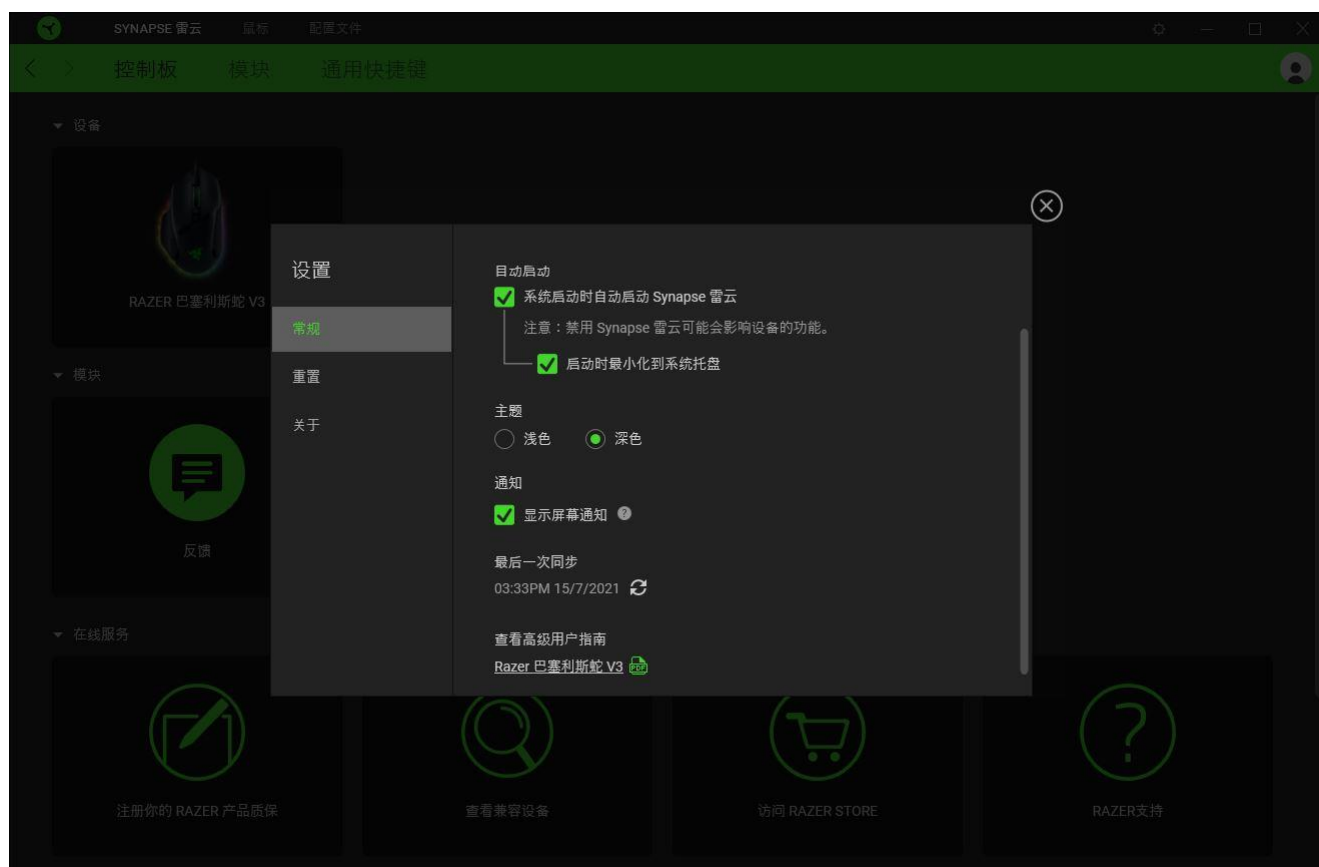 SYNAPSE 雷云 鼠标 配置文件
控制板 模块 通用快捷键
设备
RAZER 巴塞利斯蛇 V3
模块
反馈
在线服务
注册你的 RAZER 产品质保
查看兼容设备
访问 RAZER STORE
RAZER支持
设置
常规
重置
关于
自动启动
系统启动时自动启动 Synapse 雷云
注意：禁用 Synapse 雷云可能会影响设备的功能。
启动时最小化到系统托盘
主题
浅色 深色
通知
显示屏幕通知 ?
最后一次同步
03:33PM 15/7/2021
查看高级用户指南
Razer 巴塞利斯蛇 V3 PDF